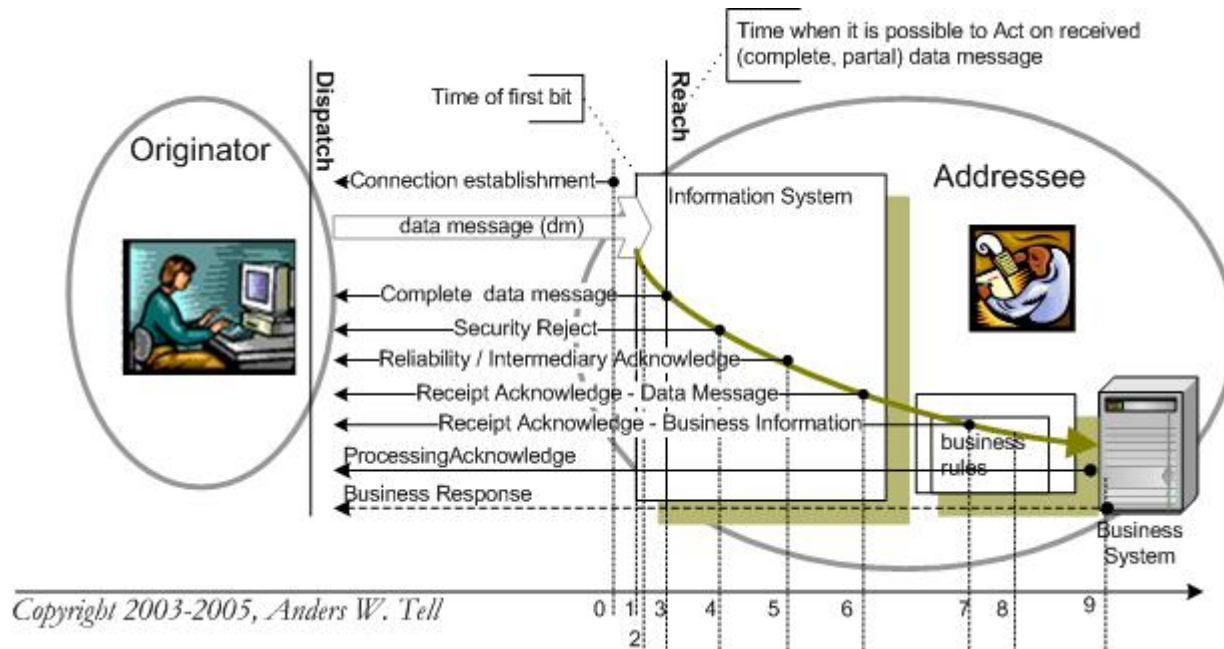 Time when it is possible to Act on received
(complete, partal) data message
Dispatch
Time of first bit
Reach
Originator
Addressee
Connection establishment
Information System
data message (dm)
Complete data message
Security Reject
Reliability / Intermediary Acknowledge
Receipt Acknowledge - Data Message
Receipt Acknowledge - Business Information
business
rules
ProcessingAcknowledge
Business Response
Business
System
Copyright 2003-2005, Anders W. Tell
0 1 3 4 5 6 7 8 9
2